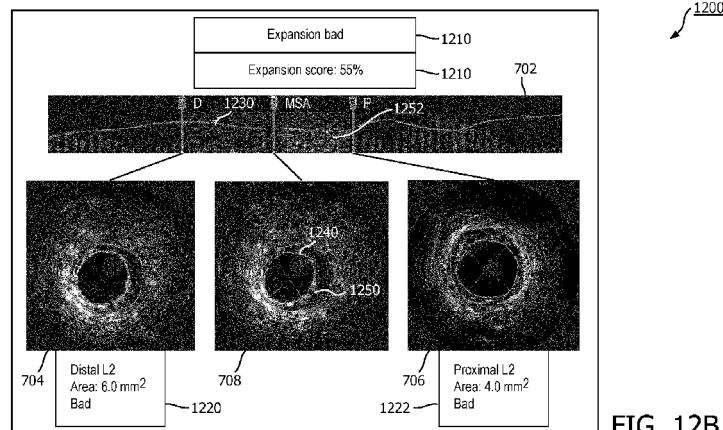 1200
Expansion bad
1210
Expansion score: 55%
1210
702
D
1230
MSA
P
1252
1240
1250
704
708
706
Distal L2
Area: 6.0 mm²
Bad
1220
Proximal L2
Area: 4.0 mm²
Bad
1222
FIG. 12B